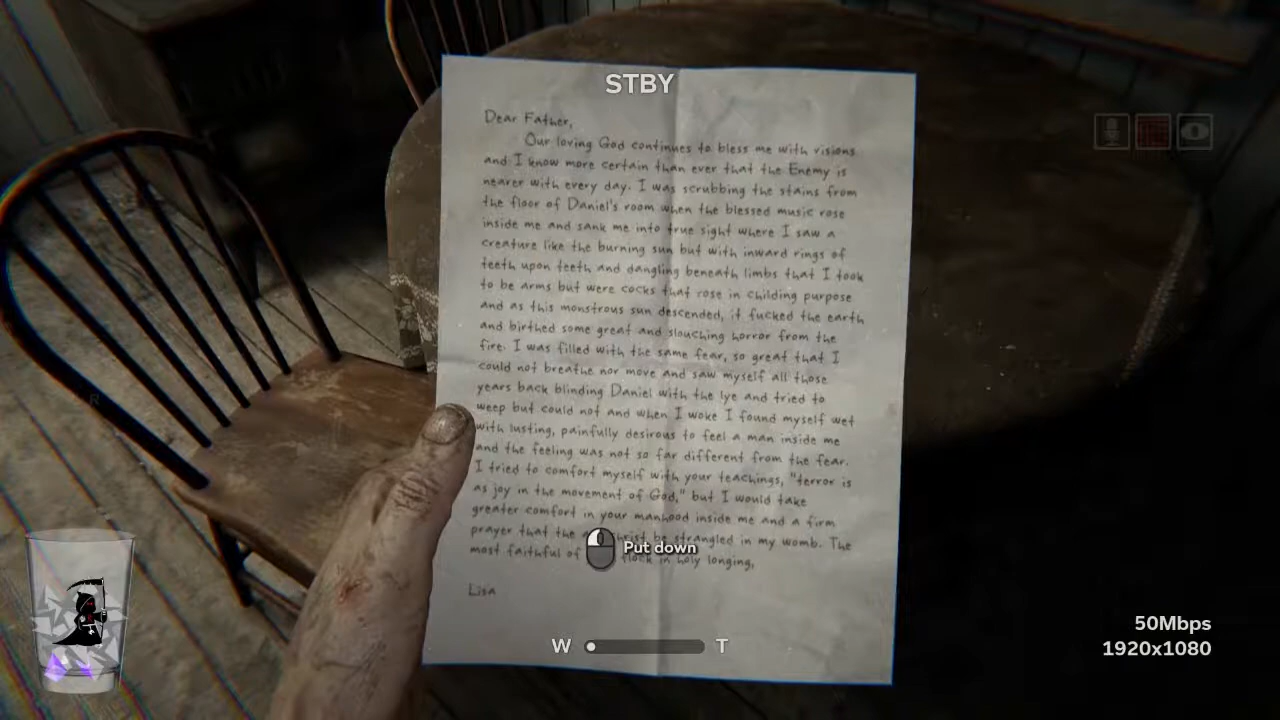 STBY
Dear Father,
Our loving God continues to bless me with visions
and I know more certain than ever that the Enemy is
nearer with every day. I was scrubbing the stains from
the floor of Daniel's room when the blessed music rose
inside me and sank me into true sight where I saw a
creature like the burning sun but with inward rings of
teeth upon teeth and dangling beneath limbs that I took
to be arms but were cocks that rose in childing purpose
and as this monstrous sun descended, it fucked the earth
and birthed some great and slouching horror from the
fire. I was filled with the same fear, so great that I
could not breathe nor move and saw myself all those
years back blinding Daniel with the lye and tried to
weep but could not and when I woke I found myself wet
with lusting, painfully desirous to feel a man inside me
and the feeling was not so far different from the fear.
I tried to comfort myself with your teachings, "terror is
as joy in the movement of God," but I would take
greater comfort in your manhood inside me and a firm
prayer that the be strangled in my womb. The
most faithful of flock in holy longing,
Put down
Lisa
W T
50Mbps
1920x1080
R